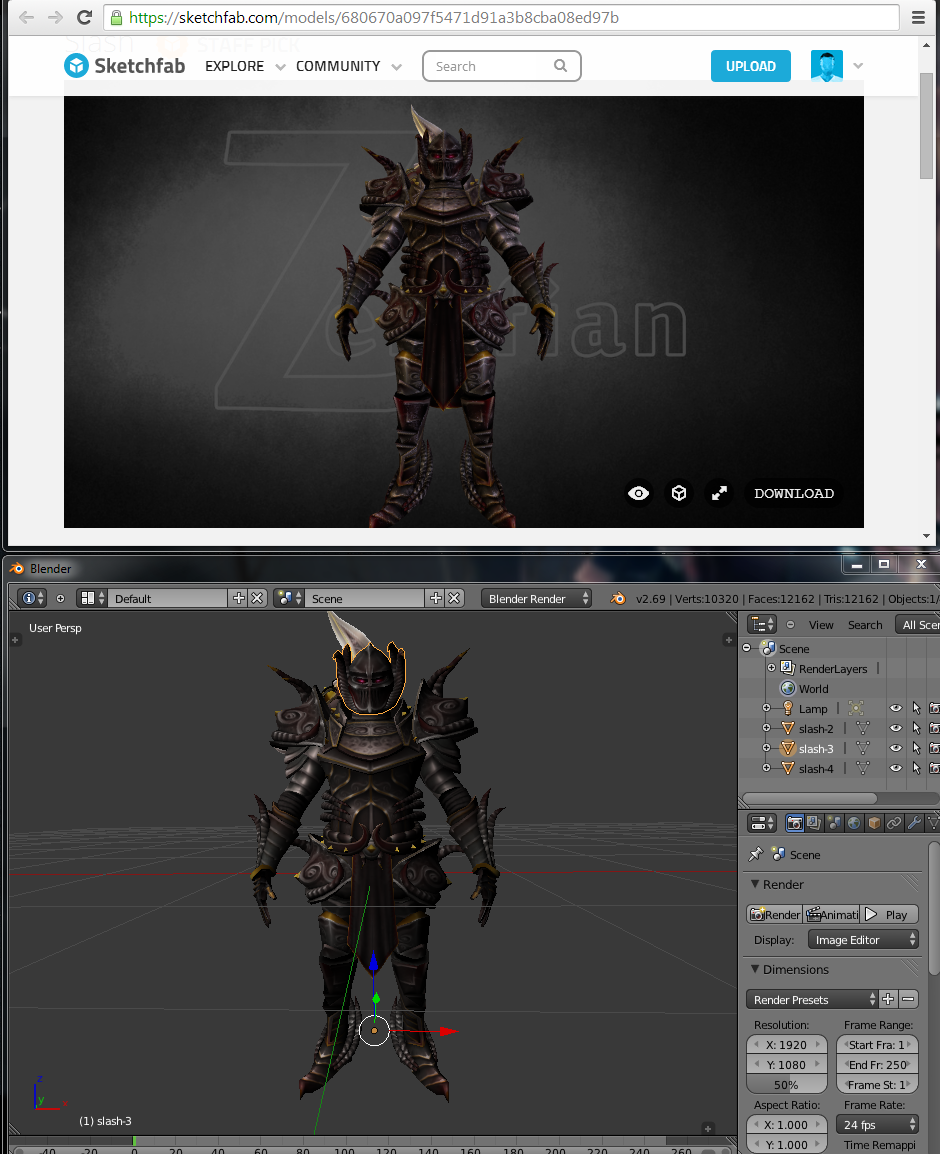 https://sketchfab.com/models/680670a097f5471d91a3b8cba08ed97b
slash STAFF PICK
Sketchfab EXPLORE COMMUNITY Search UPLOAD
Z
an
DOWNLOAD
Blender
Default Scene Blender Render v2.69 | Verts:10320 | Faces:12162 | Tris:12162 | Objects:1/
User Persp
View Search All Scer
Scene
RenderLayers |
World
Lamp |
slash-2 |
slash-3 |
slash-4 |
Scene
Render
Render Animati Play
Display: Image Editor
Dimensions
Render Presets
Resolution: Frame Range:
X: 1920 Start Fra: 1
Y: 1080 End Fr: 250
50% Frame St: 1
Aspect Ratio: Frame Rate:
X: 1.000 24 fps
Y: 1.000 Time Remappi
z
y
x
(1) slash-3
-40 -20 0 20 40 60 80 100 120 140 160 180 200 220 240 260